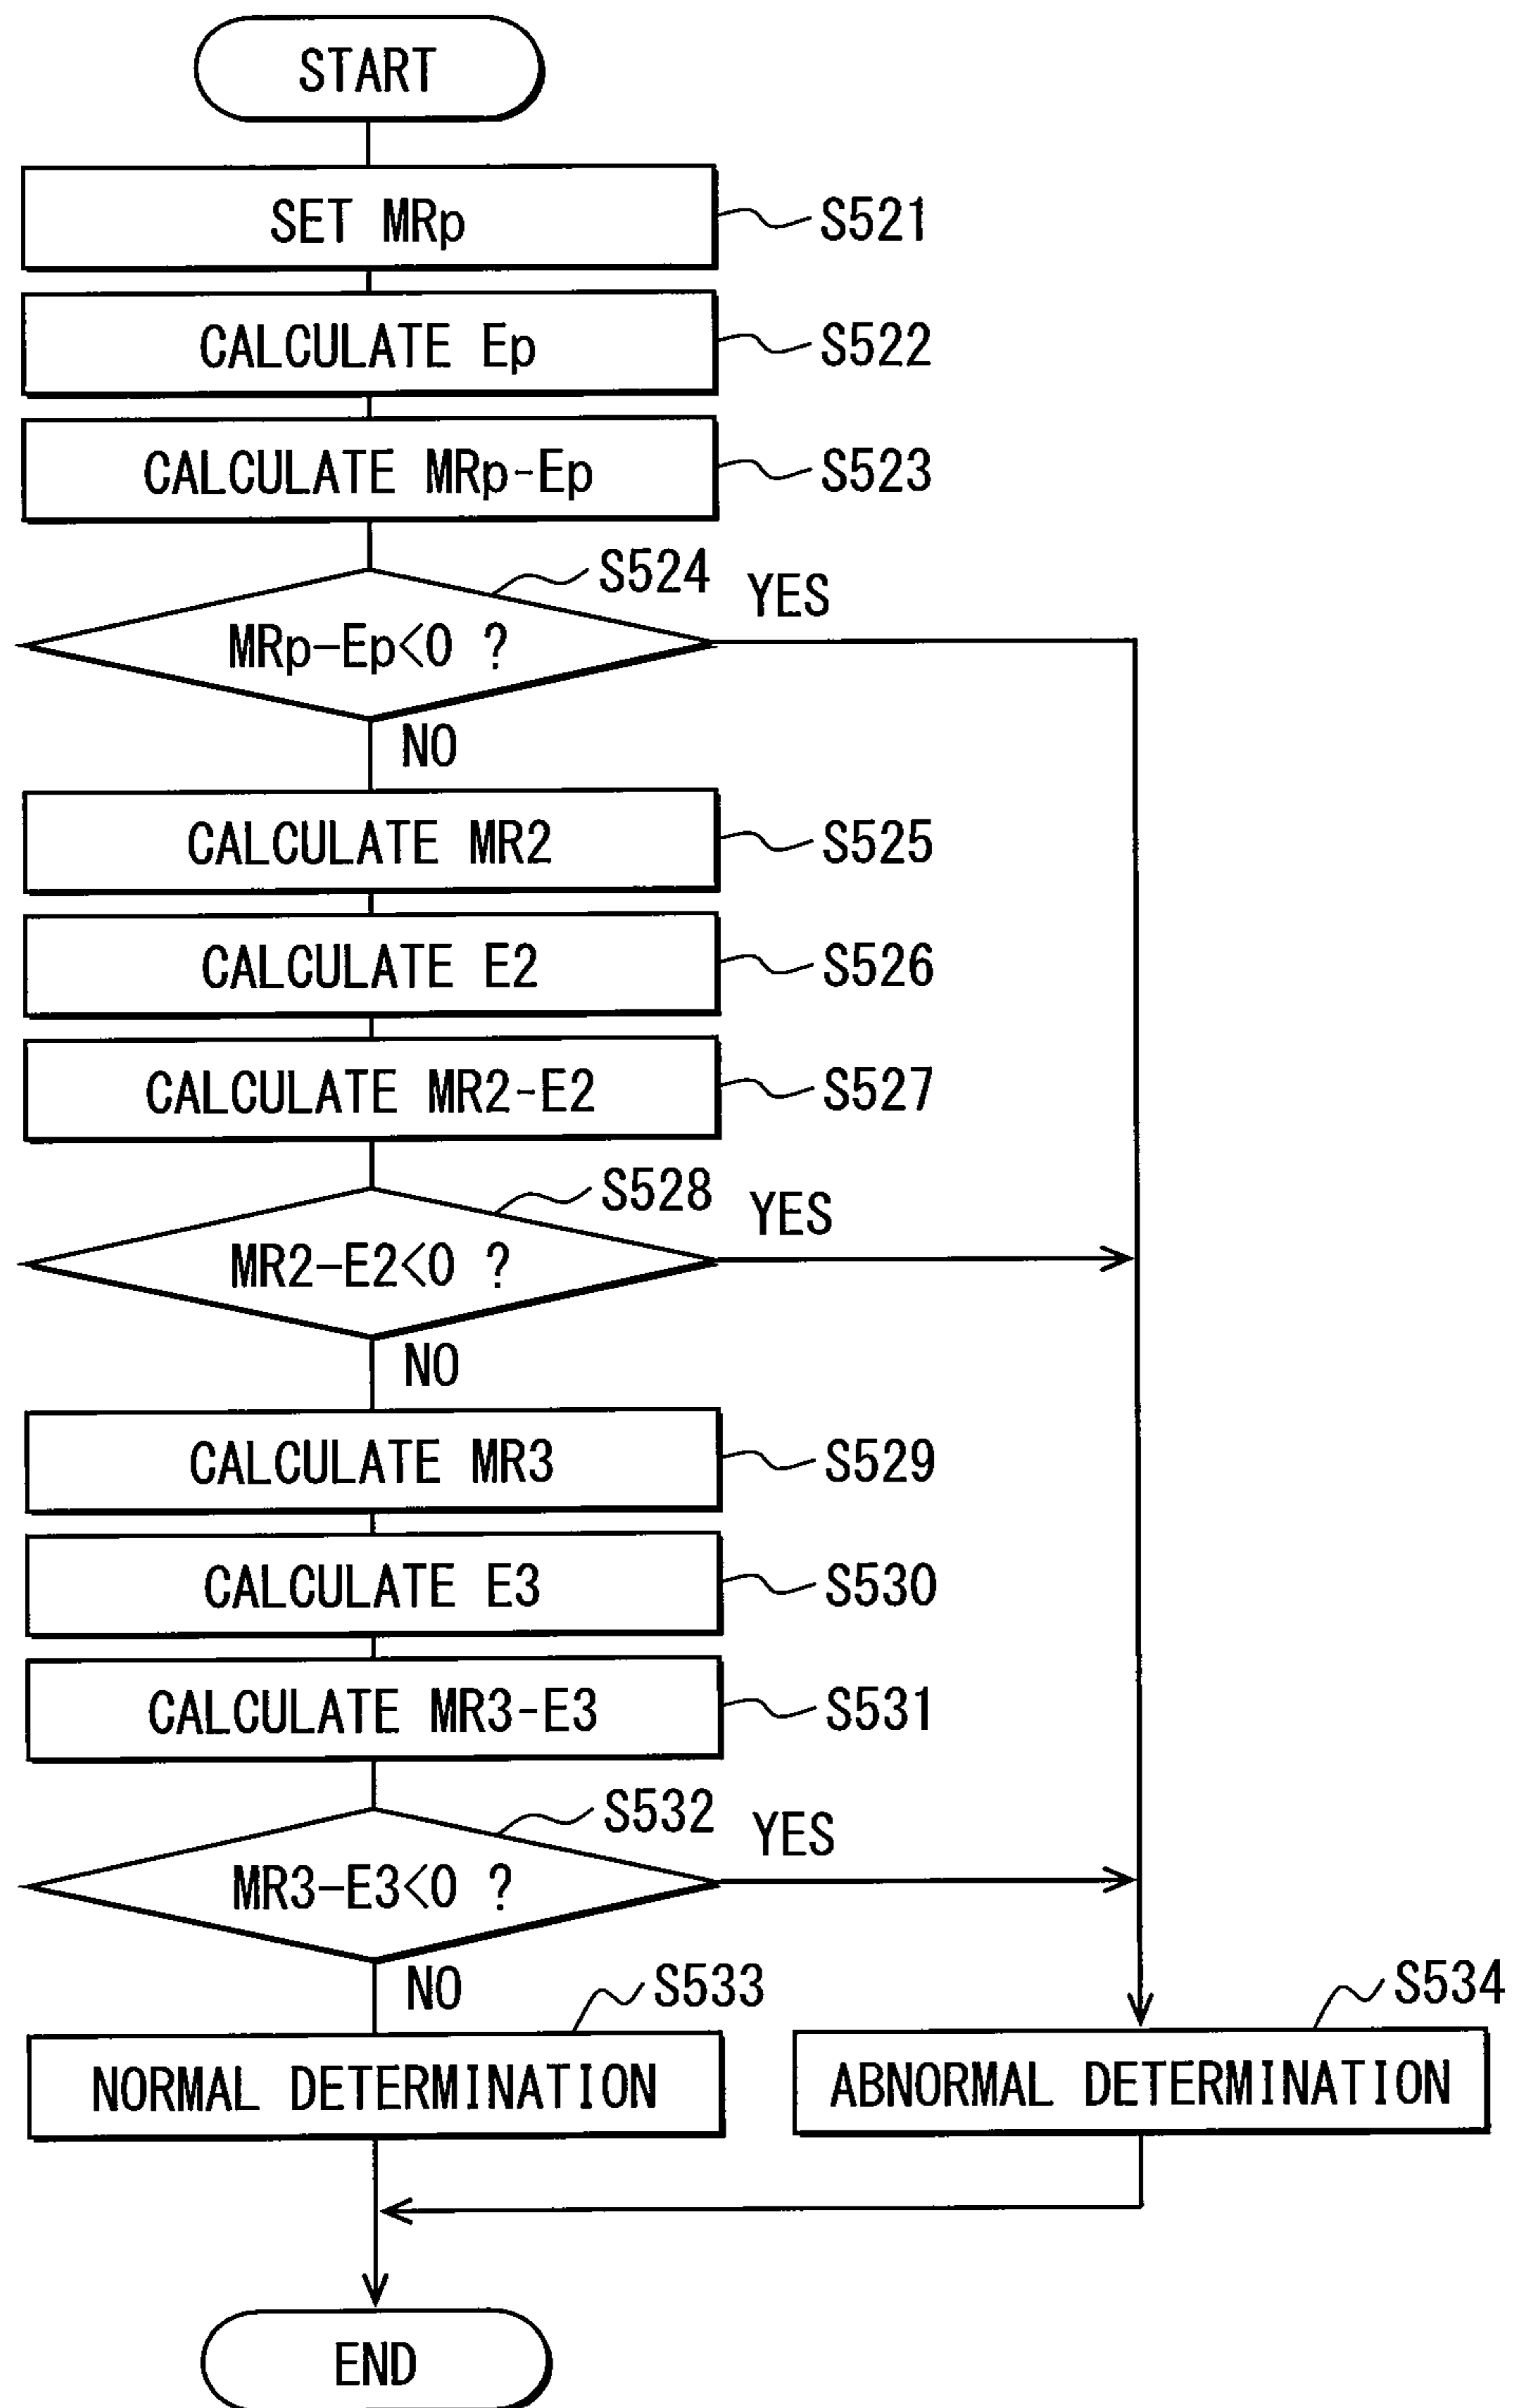 START
SET MRp
S521
CALCULATE Ep
S522
CALCULATE MRp-Ep
S523
S524
YES
MRp-Ep<0 ?
NO
CALCULATE MR2
S525
CALCULATE E2
S526
CALCULATE MR2-E2
S527
S528
YES
MR2-E2<0 ?
NO
CALCULATE MR3
S529
CALCULATE E3
S530
CALCULATE MR3-E3
S531
S532
YES
MR3-E3<0 ?
NO
S533
S534
NORMAL DETERMINATION
ABNORMAL DETERMINATION
END